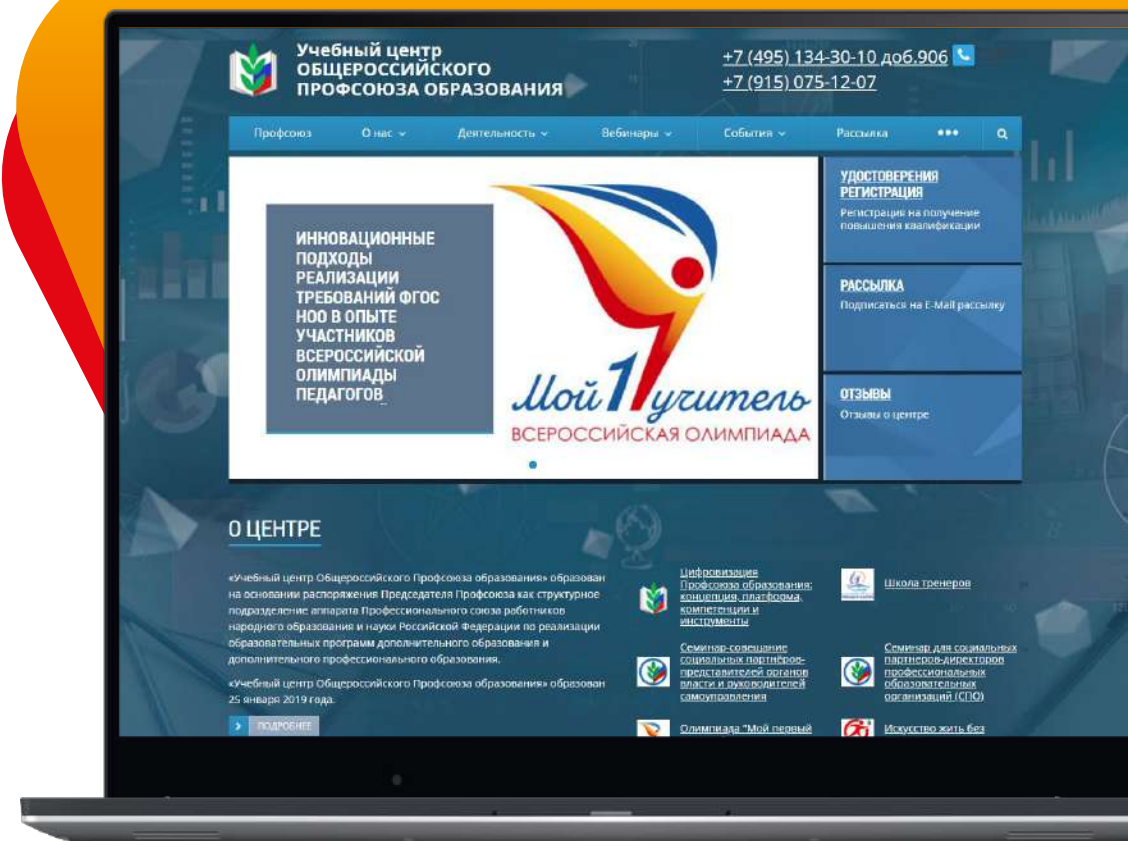 Учебный центр
ОБЩЕРОССИЙСКОГО
ПРОФСОЮЗА ОБРАЗОВАНИЯ
+7 (495) 134-30-10 доб.906
+7 (915) 075-12-07
Профсоюз О нас Деятельность Вебинары События Рассылка
ИННОВАЦИОННЫЕ
ПОДХОДЫ
РЕАЛИЗАЦИИ
ТРЕБОВАНИЙ ФГОС
НОО В ОПЫТЕ
УЧАСТНИКОВ
ВСЕРОССИЙСКОЙ
ОЛИМПИАДЫ
ПЕДАГОГОВ
Мой 1 учитель
ВСЕРОССИЙСКАЯ ОЛИМПИАДА
УДОСТОВЕРЕНИЯ
РЕГИСТРАЦИЯ
Регистрация на получение
повышения квалификации
РАССЫЛКА
Подписаться на E-Mail рассылку
ОТЗЫВЫ
Отзывы о центре
О ЦЕНТРЕ
«Учебный центр Общероссийского Профсоюза образования» образован
на основании распоряжения Председателя Профсоюза как структурное
подразделение аппарата Профессионального союза работников
народного образования и науки Российской Федерации по реализации
образовательных программ дополнительного образования и
дополнительного профессионального образования.
«Учебный центр Общероссийского Профсоюза образования» образован
25 января 2019 года.
ПОДРОБНЕЕ
Цифровизация
Профсоюза образования:
концепция, платформа,
компетенции и
инструменты
Школа тренеров
Семинар-совещание
социальных партнёров-
представителей органов
власти и руководителей
самоуправления
Семинар для социальных
партнеров-директоров
профессиональных
образовательных
организаций (СПО)
Олимпиада "Мой первый
Искусство жить без